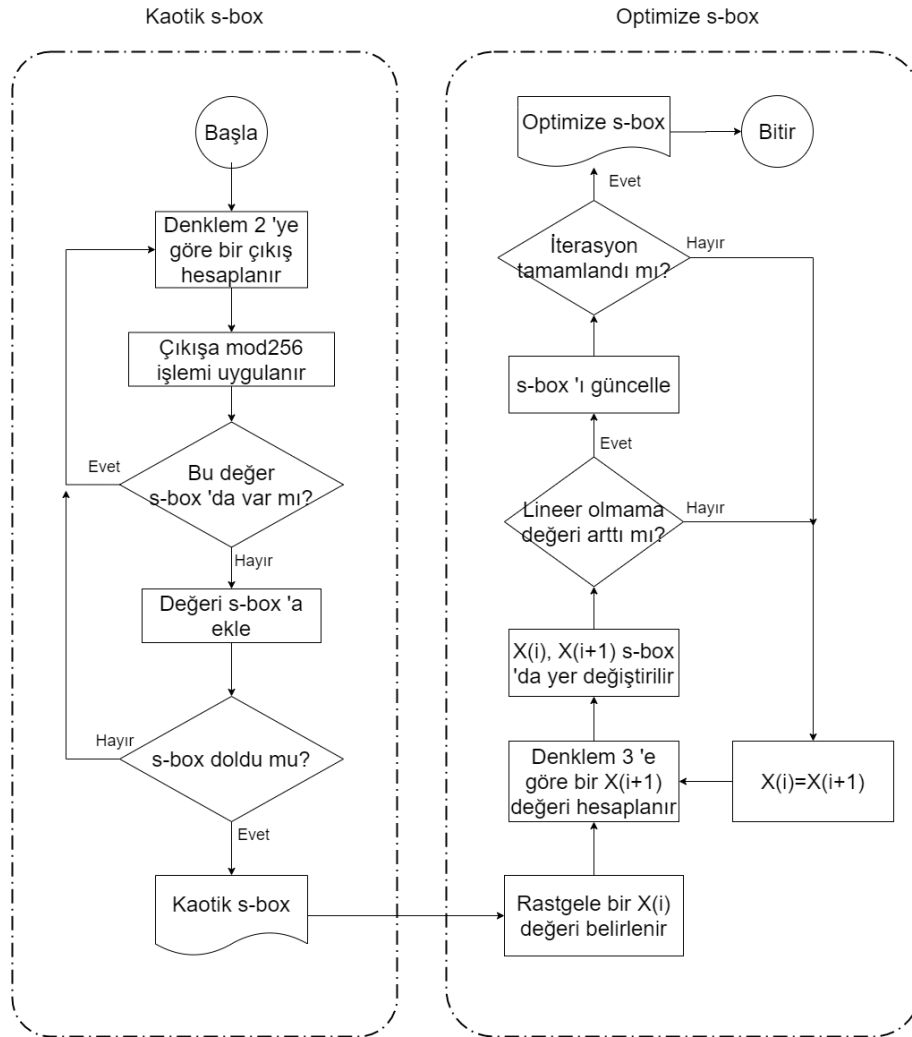 Kaotik s-box
Başla
Denklem 2 'ye
göre bir çıkış
hesaplanır
Çıkışa mod256
işlemi uygulanır
Evet
Bu değer
s-box 'da var mı?
Hayır
Değeri s-box 'a
ekle
Hayır
s-box doldu mu?
Evet
Kaotik s-box
Optimize s-box
Optimize s-box
Bitir
Evet
İterasyon
tamamlandı mı?
Hayır
s-box 'ı güncelle
Evet
Lineer olmama
değeri arttı mı?
Hayır
X(i), X(i+1) s-box
'da yer değiştirilir
Denklem 3 'e
göre bir X(i+1)
değeri hesaplanır
X(i)=X(i+1)
Rastgele bir X(i)
değeri belirlenir